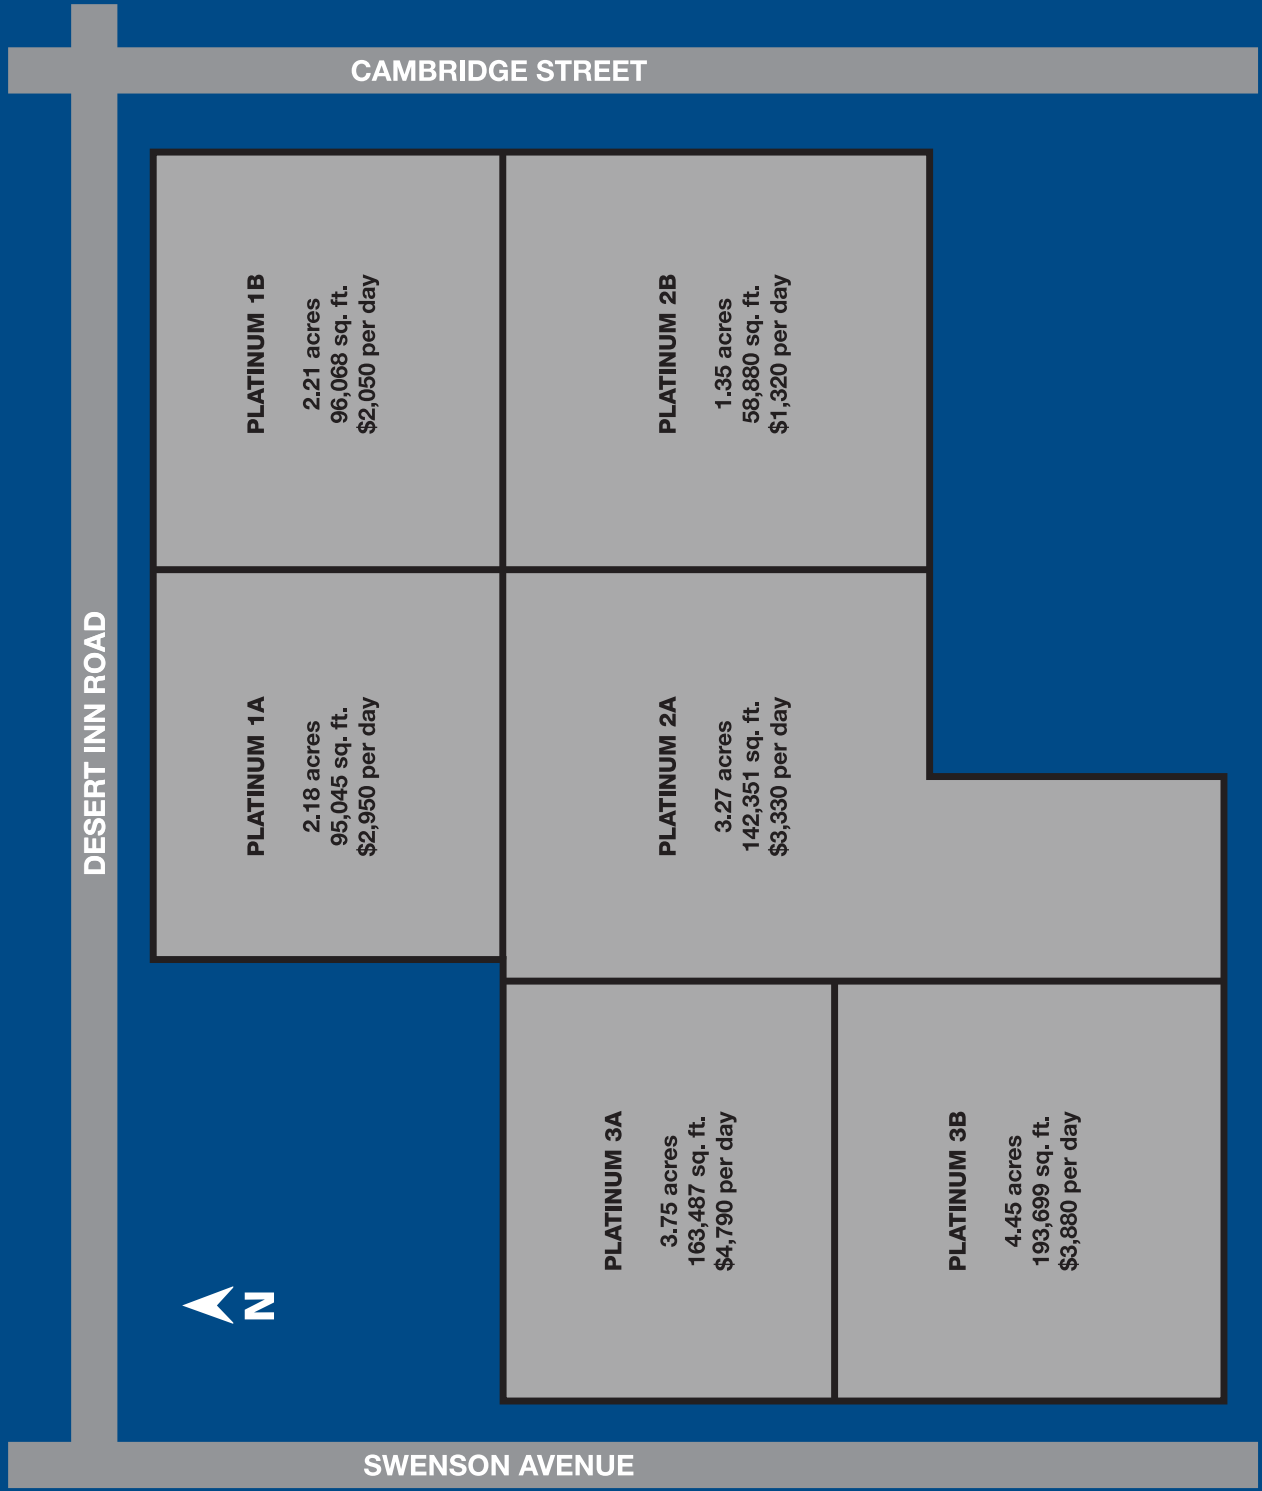 CAMBRIDGE STREET
DESERT INN ROAD
PLATINUM 1B
2.21 acres
96,068 sq. ft.
$2,050 per day
PLATINUM 2B
1.35 acres
58,880 sq. ft.
$1,320 per day
PLATINUM 1A
2.18 acres
95,045 sq. ft.
$2,950 per day
PLATINUM 2A
3.27 acres
142,351 sq. ft.
$3,330 per day
PLATINUM 3A
3.75 acres
163,487 sq. ft.
$4,790 per day
PLATINUM 3B
4.45 acres
193,699 sq. ft.
$3,880 per day
N
SWENSON AVENUE